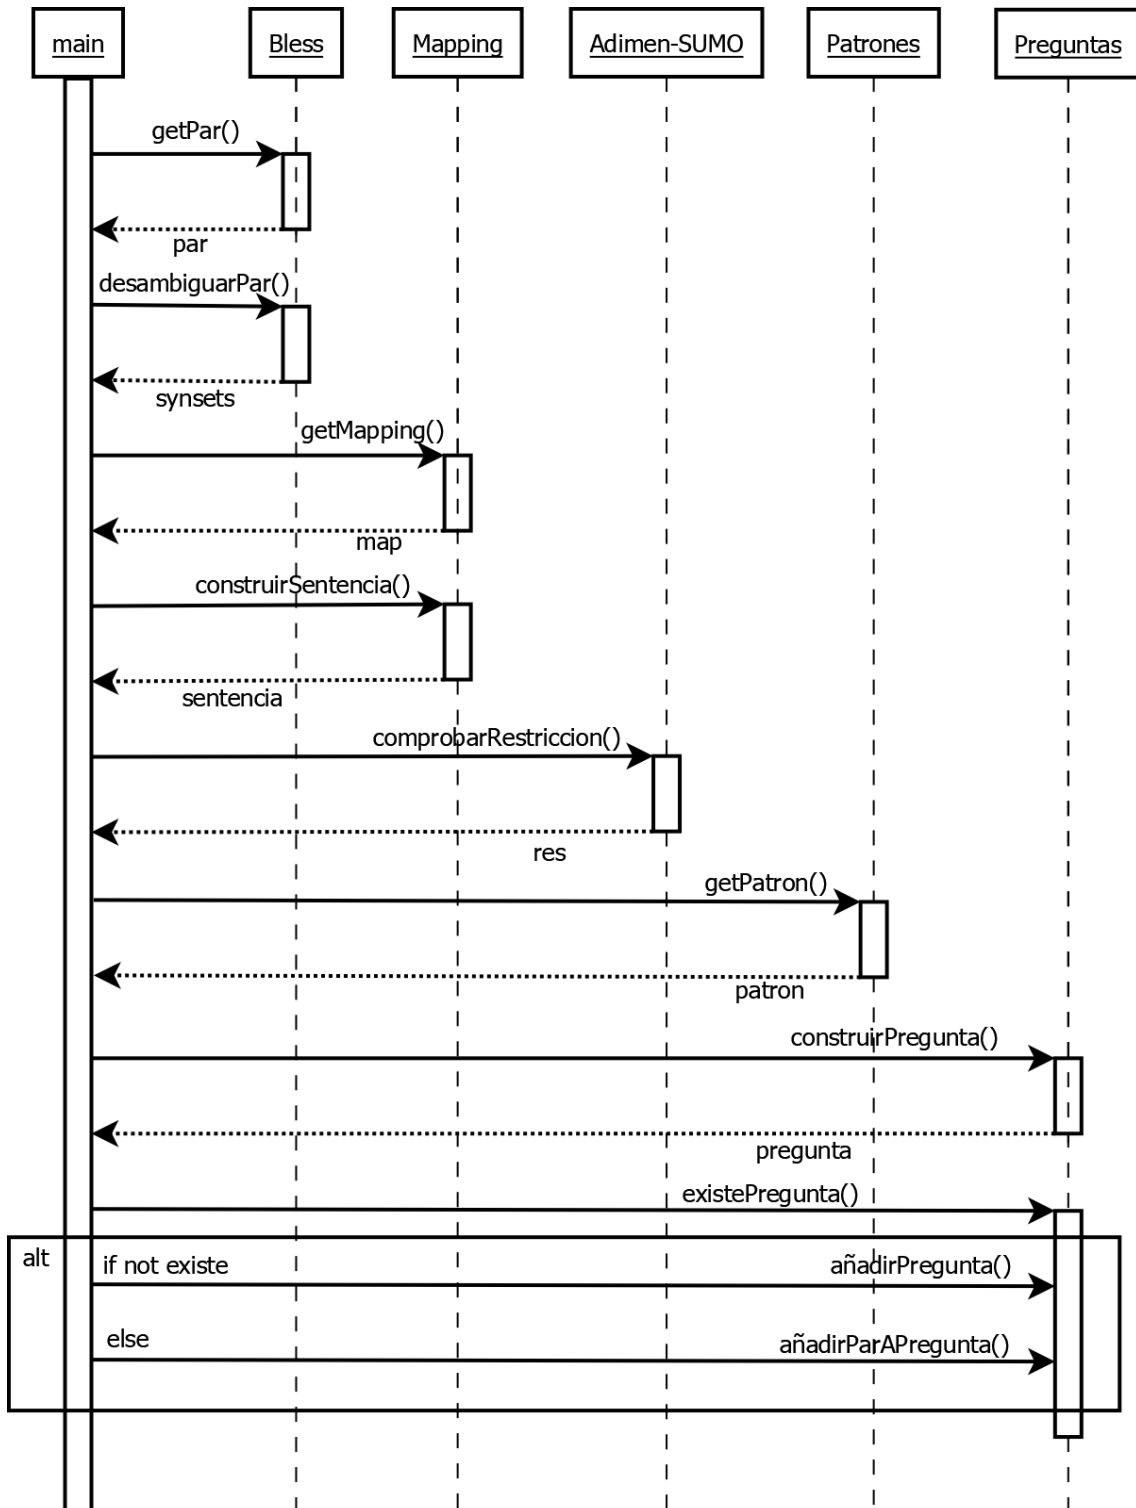 main
Bless
Mapping
Adimen-SUMO
Patrones
Preguntas
getPar()
par
desambiguarPar()
synsets
getMapping()
map
construirSentencia()
sentencia
comprobarRestriccion()
res
getPatron()
patron
construirPregunta()
pregunta
existePregunta()
alt
if not existe
añadirPregunta()
else
añadirParAPregunta()